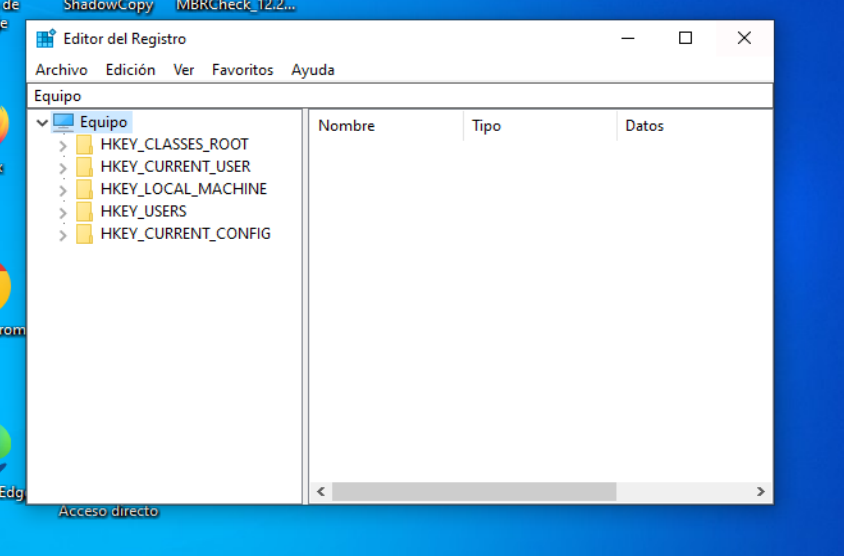 de ShadowCopy MBRCheck_12.2...
e
Editor del Registro
Archivo Edición Ver Favoritos Ayuda
Equipo
Equipo
Nombre Tipo Datos
HKEY_CLASSES_ROOT
HKEY_CURRENT_USER
HKEY_LOCAL_MACHINE
HKEY_USERS
HKEY_CURRENT_CONFIG
rom
Edg
Acceso directo